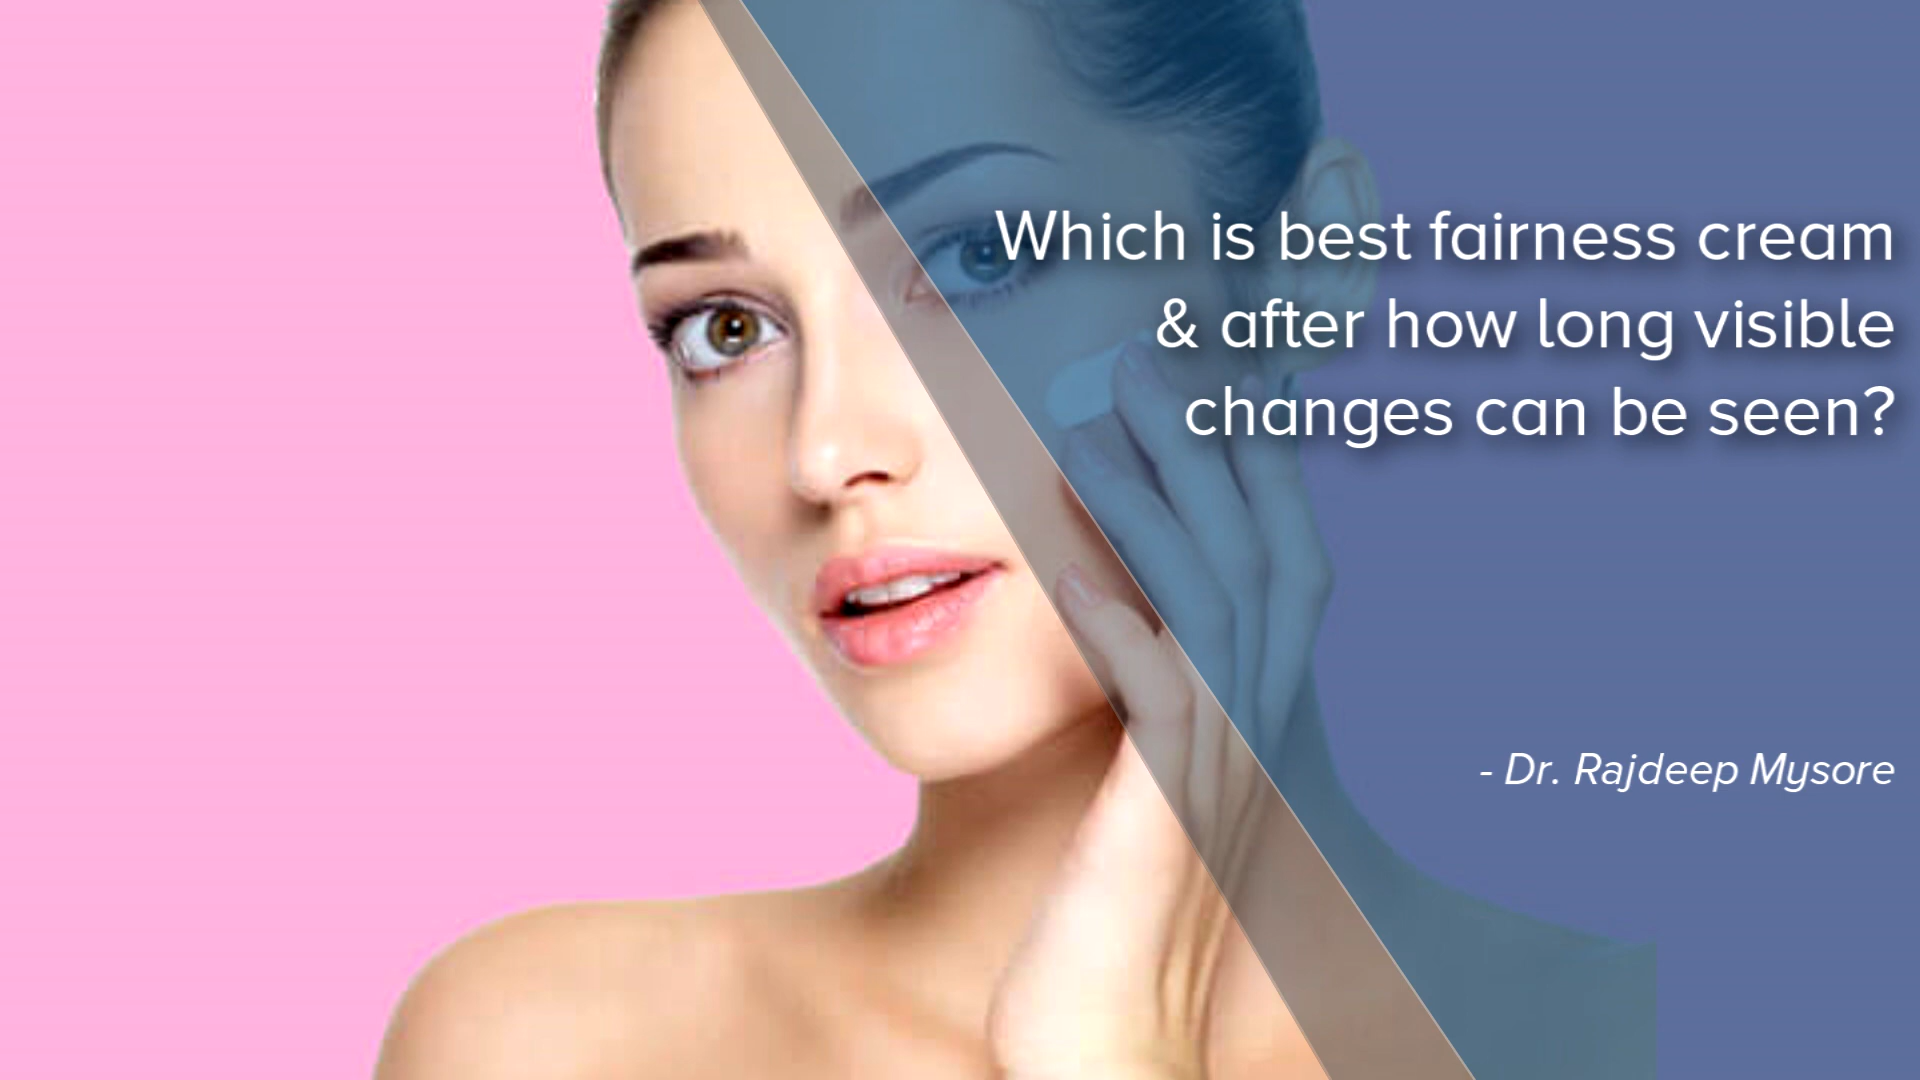 Which is best fairness cream
& after how long visible
changes can be seen?
- Dr. Rajdeep Mysore